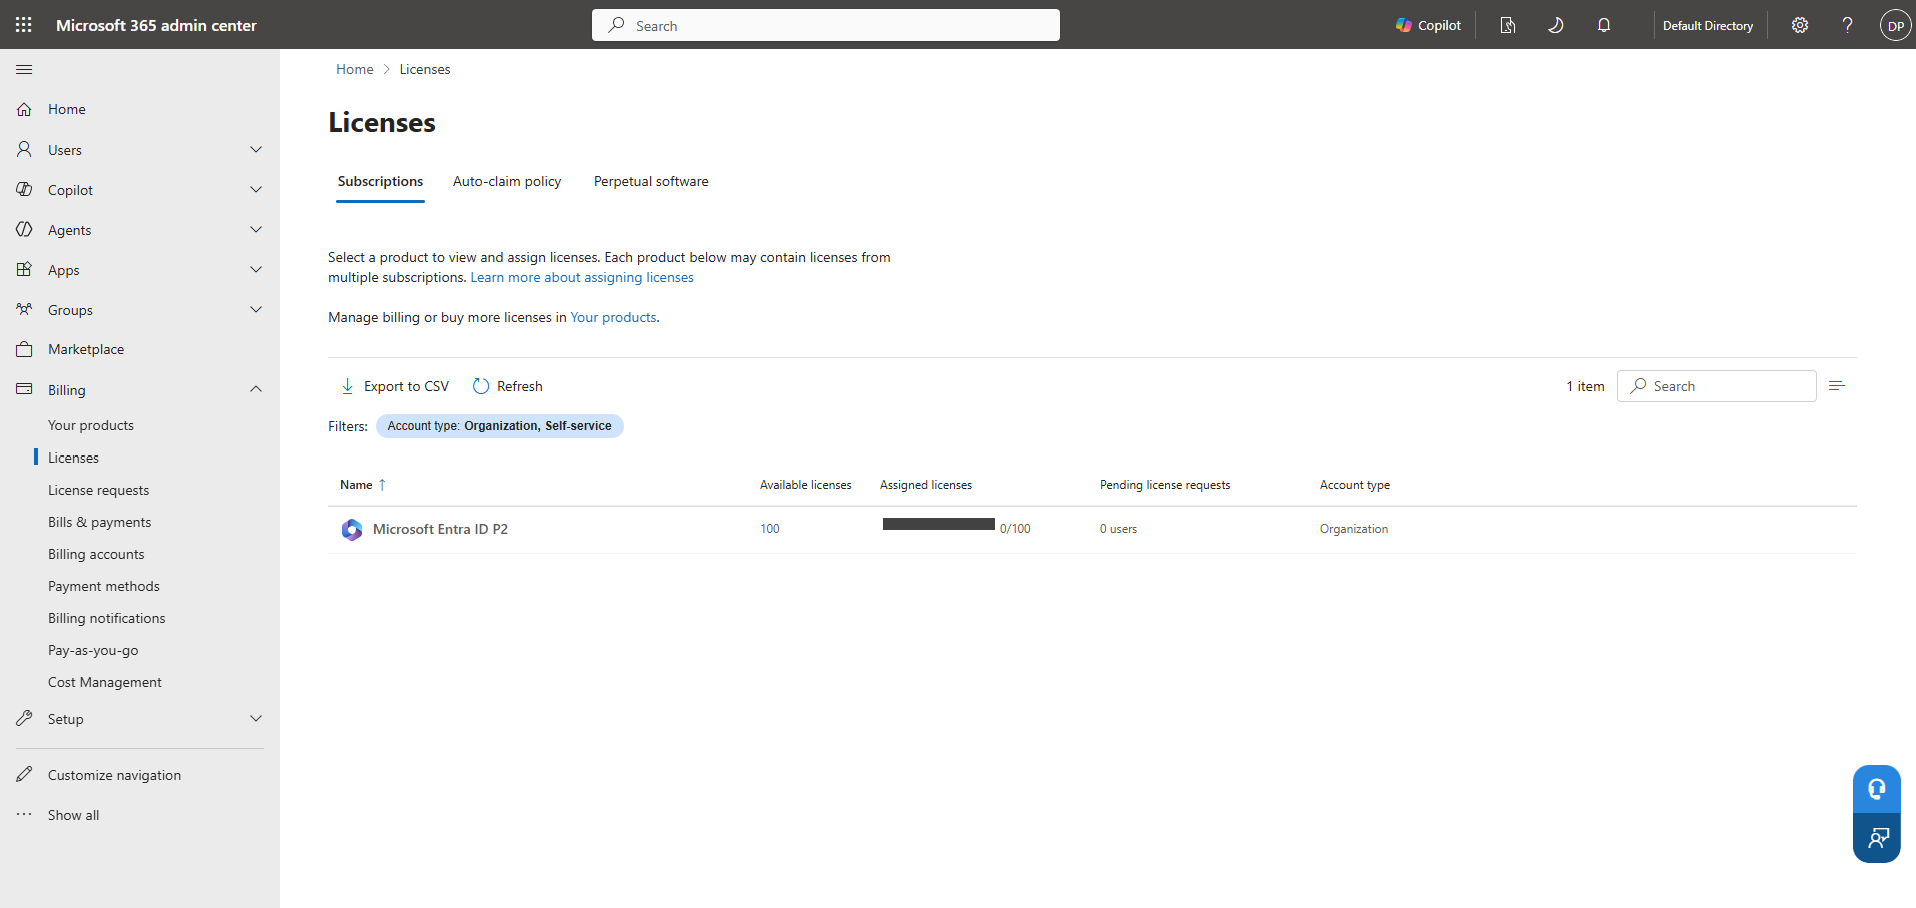 Microsoft 365 admin center
Search
Copilot
Default Directory
?
DP
Home
Users
Copilot
Agents
Apps
Groups
Marketplace
Billing
Your products
Licenses
License requests
Bills & payments
Billing accounts
Payment methods
Billing notifications
Pay-as-you-go
Cost Management
Setup
Customize navigation
Show all
Home > Licenses
Licenses
Subscriptions Auto-claim policy Perpetual software
Select a product to view and assign licenses. Each product below may contain licenses from
multiple subscriptions. Learn more about assigning licenses
Manage billing or buy more licenses in Your products.
Export to CSV Refresh 1 item Search
Filters: Account type: Organization, Self-service
Name ↑ Available licenses Assigned licenses Pending license requests Account type
Microsoft Entra ID P2 100 0/100 0 users Organization